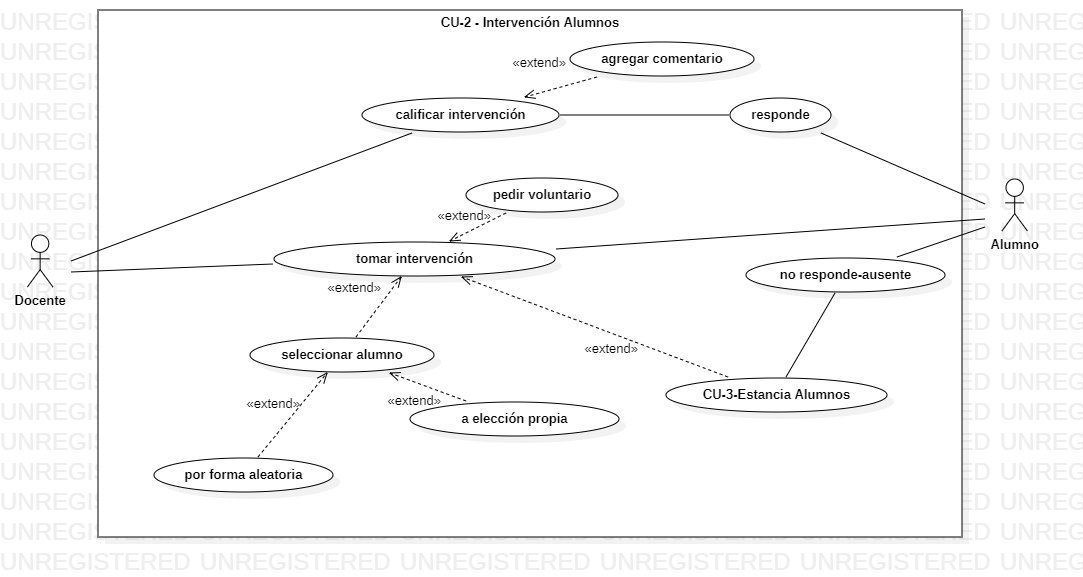 CU-2 - Intervención Alumnos
agregar comentario
«extend»
calificar intervención
responde
pedir voluntario
«extend»
Alumno
tomar intervención
no responde-ausente
Docente
«extend»
«extend»
seleccionar alumno
CU-3-Estancia Alumnos
«extend»
«extend»
a elección propia
por forma aleatoria
UNREGISTERED UNREGISTERED UNREGISTERED UNREGISTERED UNREGISTERED UNREG